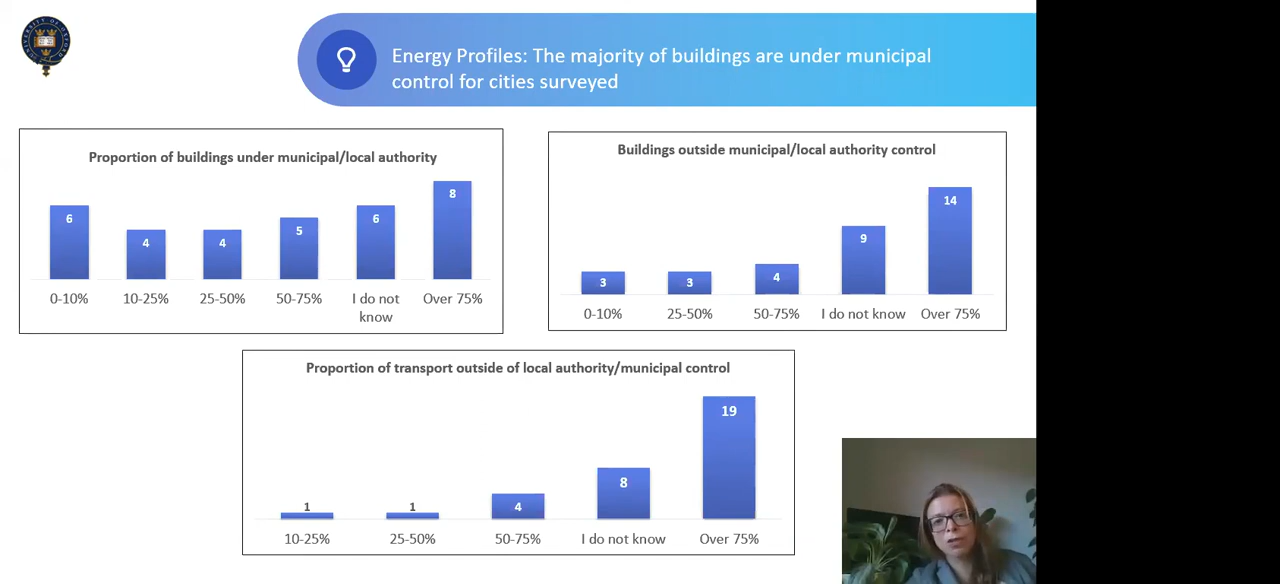 UNIVERSITY OF OXFORD
Energy Profiles: The majority of buildings are under municipal
control for cities surveyed
Proportion of buildings under municipal/local authority
6
4
4
5
6
8
0-10%
10-25%
25-50%
50-75%
I do not
know
Over 75%
Buildings outside municipal/local authority control
3
3
4
9
14
0-10%
25-50%
50-75%
I do not know
Over 75%
Proportion of transport outside of local authority/municipal control
1
1
4
8
19
10-25%
25-50%
50-75%
I do not know
Over 75%